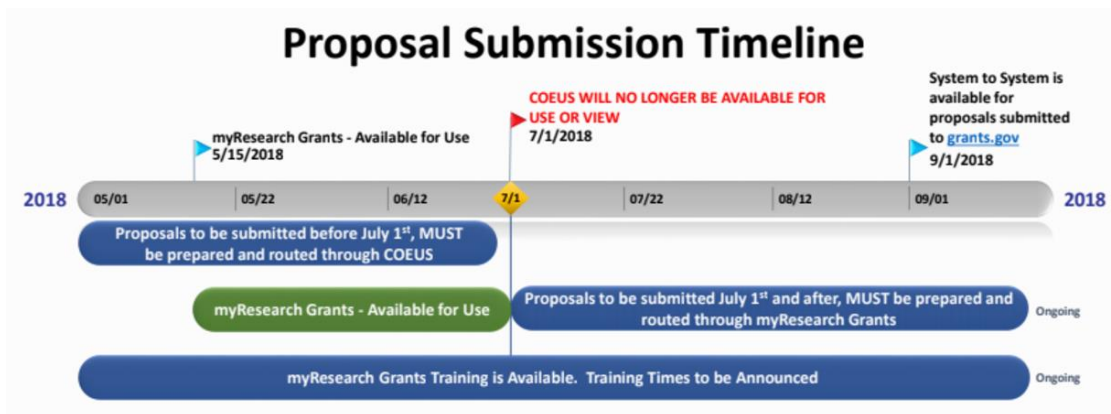 Proposal Submission Timeline
System to System is
available for
proposals submitted
to grants.gov
9/1/2018
COEUS WILL NO LONGER BE AVAILABLE FOR
USE OR VIEW
7/1/2018
myResearch Grants - Available for Use
5/15/2018
2018 05/01 05/22 06/12 7/1 07/22 08/12 09/01 2018
Proposals to be submitted before July 1st, MUST
be prepared and routed through COEUS
myResearch Grants - Available for Use
Proposals to be submitted July 1st and after, MUST be prepared and
routed through myResearch Grants
Ongoing
myResearch Grants Training is Available. Training Times to be Announced
Ongoing